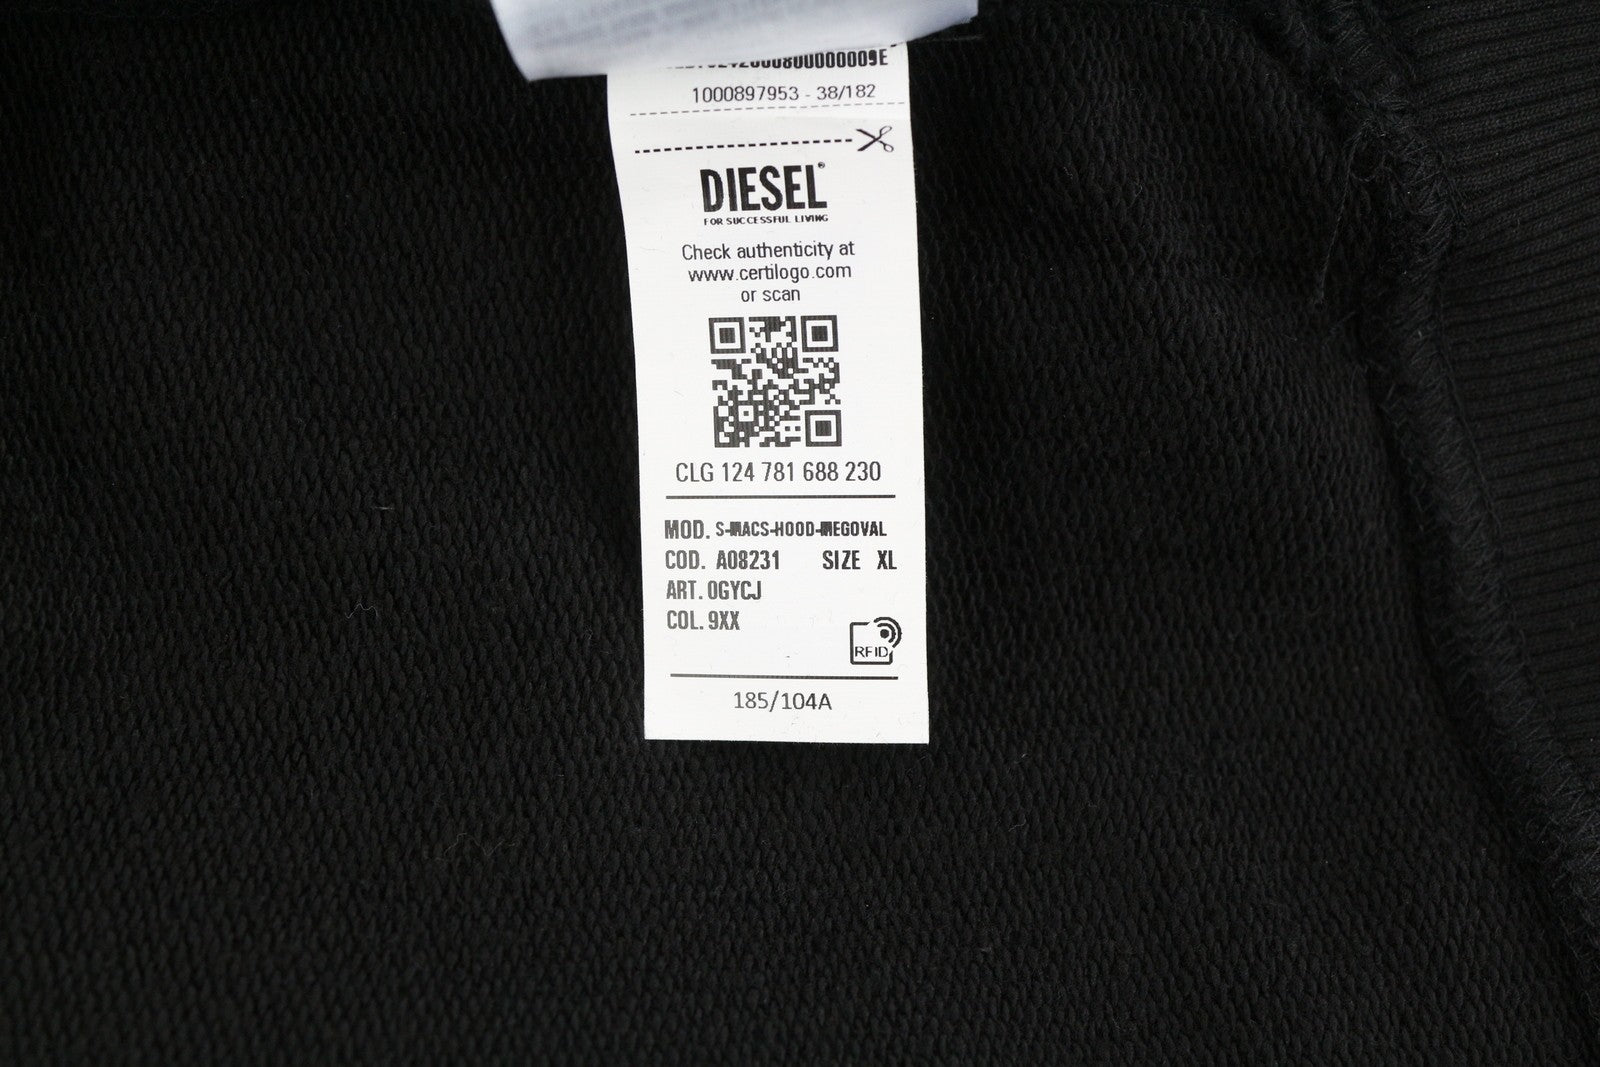 1000897953 - 38/182
DIESEL®
FOR SUCCESSFUL LIVING
Check authenticity at
www.certilogo.com
or scan
CLG 124 781 688 230
MOD. S-MACS-HOOD-MEGOVAL
COD. A08231 SIZE XL
ART. 0GYCJ
COL. 9XX
RFID
185/104A